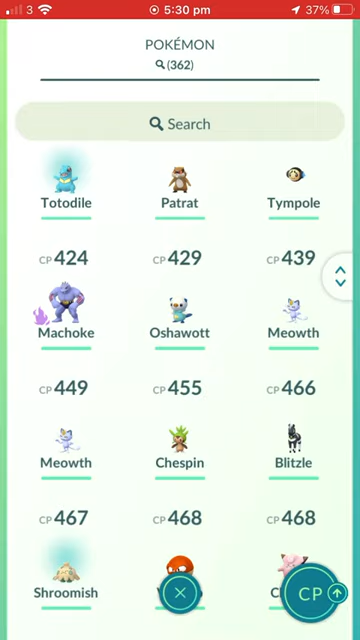 3 5:30 pm 37%
POKÉMON
(362)
Search
Totodile Patrat Tympole
CP 424 CP 429 CP 439
Machoke Oshawott Meowth
CP 449 CP 455 CP 466
Meowth Chespin Blitzle
CP 467 CP 468 CP 468
Shroomish
CP